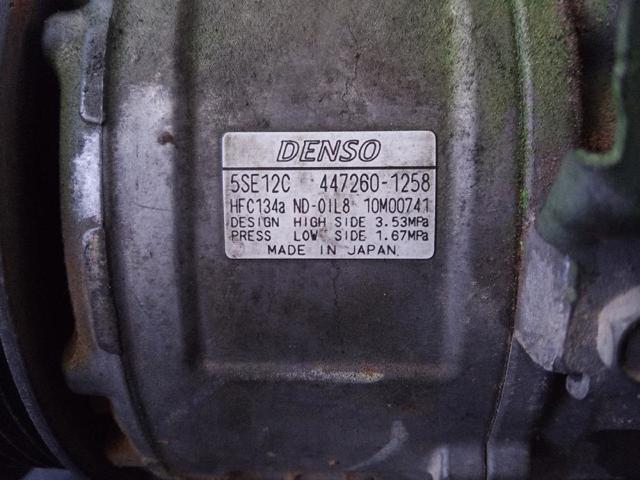 DENSO
5SE12C 447260-1258
HFC134a ND-OIL8 10M00741
DESIGN HIGH SIDE 3.53MPa
PRESS LOW SIDE 1.67MPa
MADE IN JAPAN